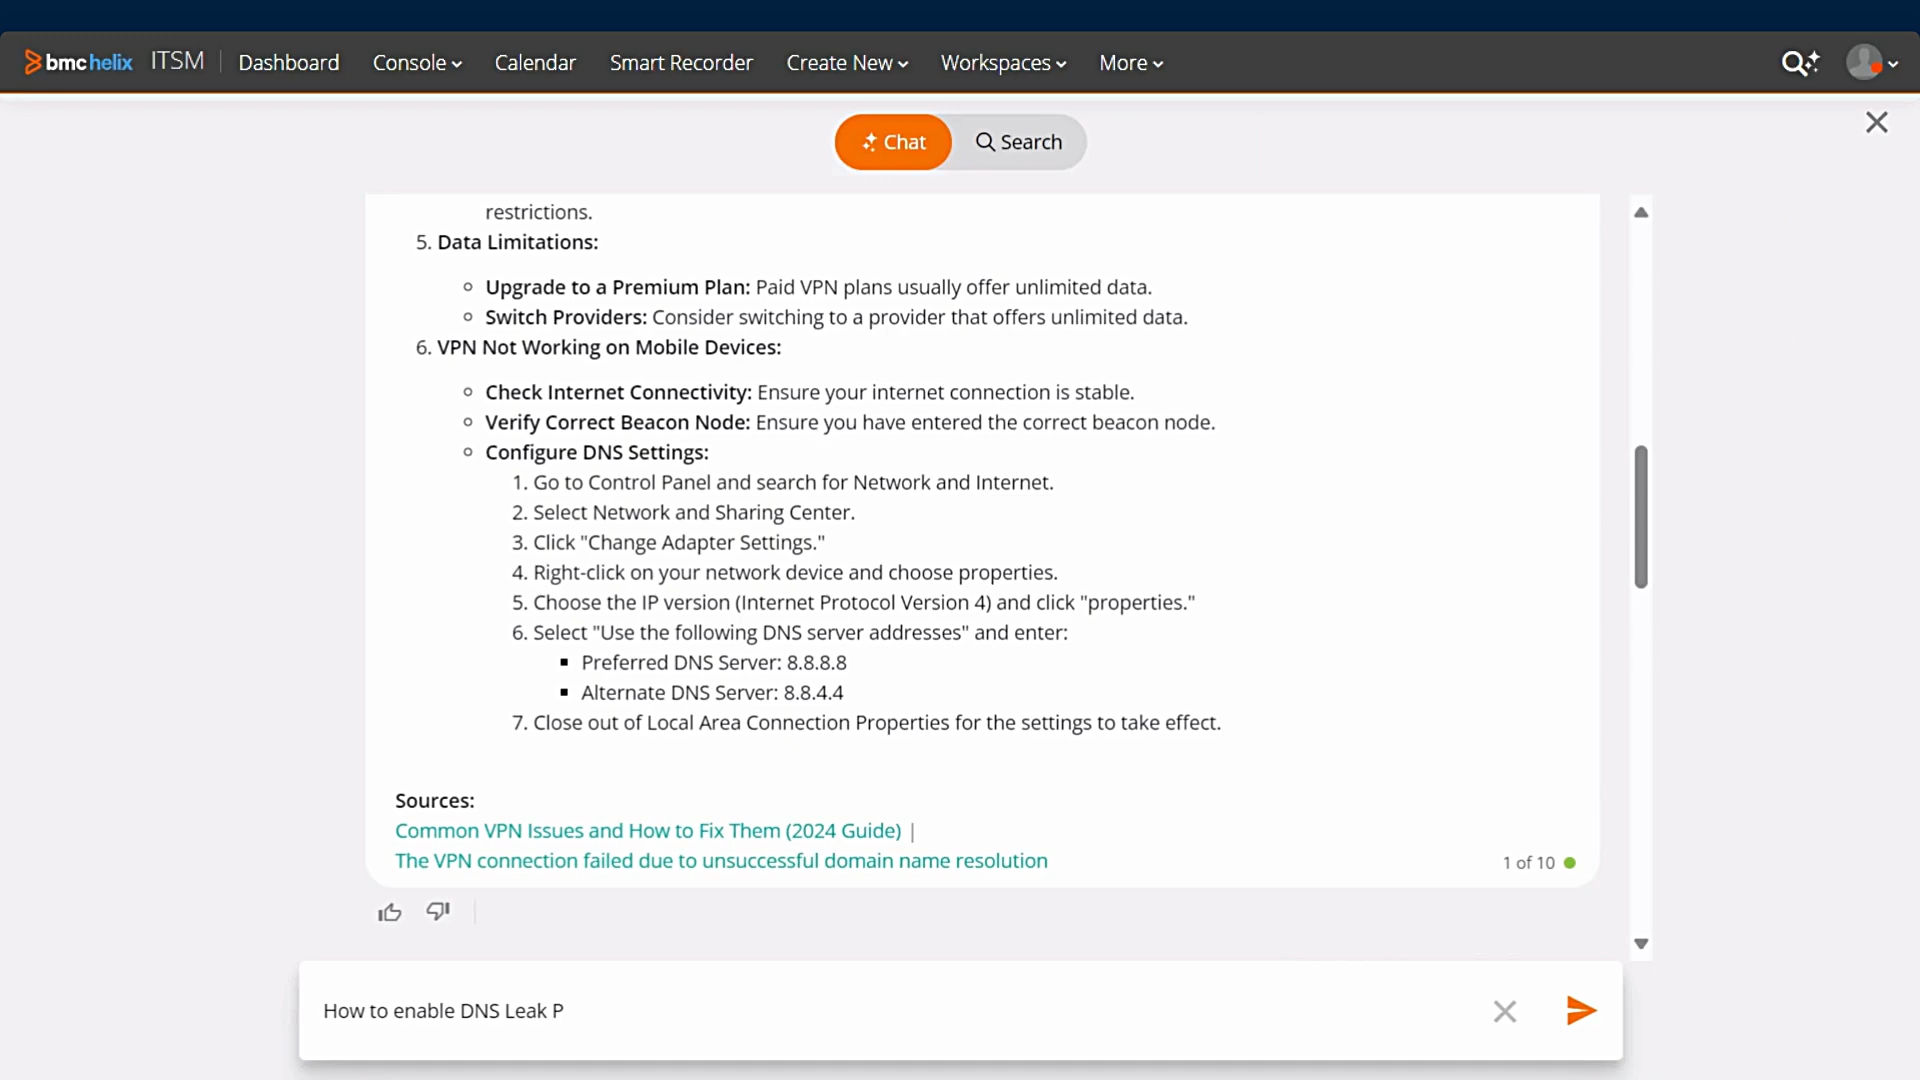 bmc helix ITSM Dashboard Console Calendar Smart Recorder Create New Workspaces More
Chat Search
restrictions.
5. Data Limitations:
Upgrade to a Premium Plan: Paid VPN plans usually offer unlimited data.
Switch Providers: Consider switching to a provider that offers unlimited data.
6. VPN Not Working on Mobile Devices:
Check Internet Connectivity: Ensure your internet connection is stable.
Verify Correct Beacon Node: Ensure you have entered the correct beacon node.
Configure DNS Settings:
1. Go to Control Panel and search for Network and Internet.
2. Select Network and Sharing Center.
3. Click "Change Adapter Settings."
4. Right-click on your network device and choose properties.
5. Choose the IP version (Internet Protocol Version 4) and click "properties."
6. Select "Use the following DNS server addresses" and enter:
Preferred DNS Server: 8.8.8.8
Alternate DNS Server: 8.8.4.4
7. Close out of Local Area Connection Properties for the settings to take effect.
Sources:
Common VPN Issues and How to Fix Them (2024 Guide) |
The VPN connection failed due to unsuccessful domain name resolution
1 of 10
How to enable DNS Leak P